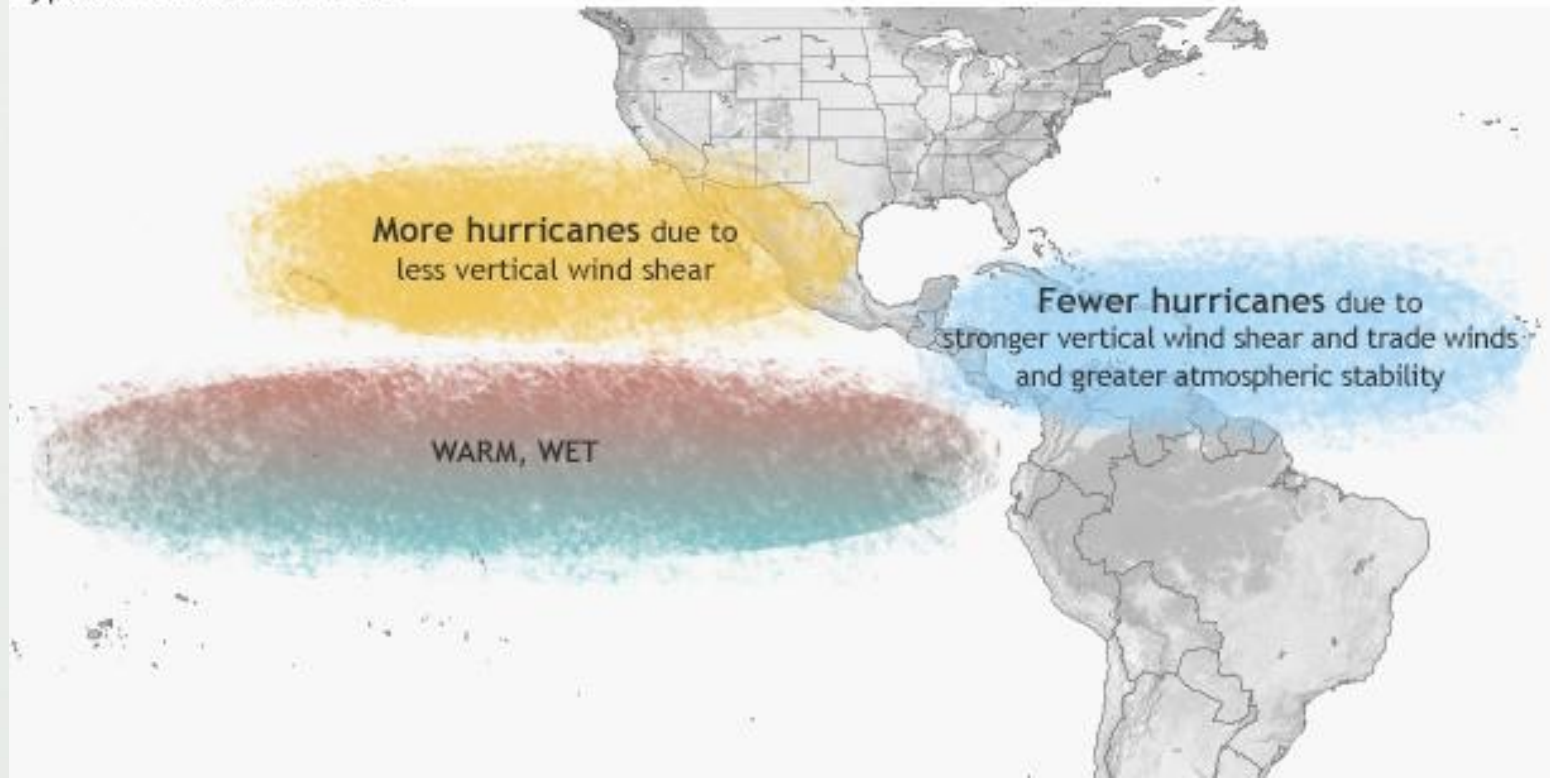 More hurricanes due to
less vertical wind shear
Fewer hurricanes due to
stronger vertical wind shear and trade winds
and greater atmospheric stability
WARM, WET